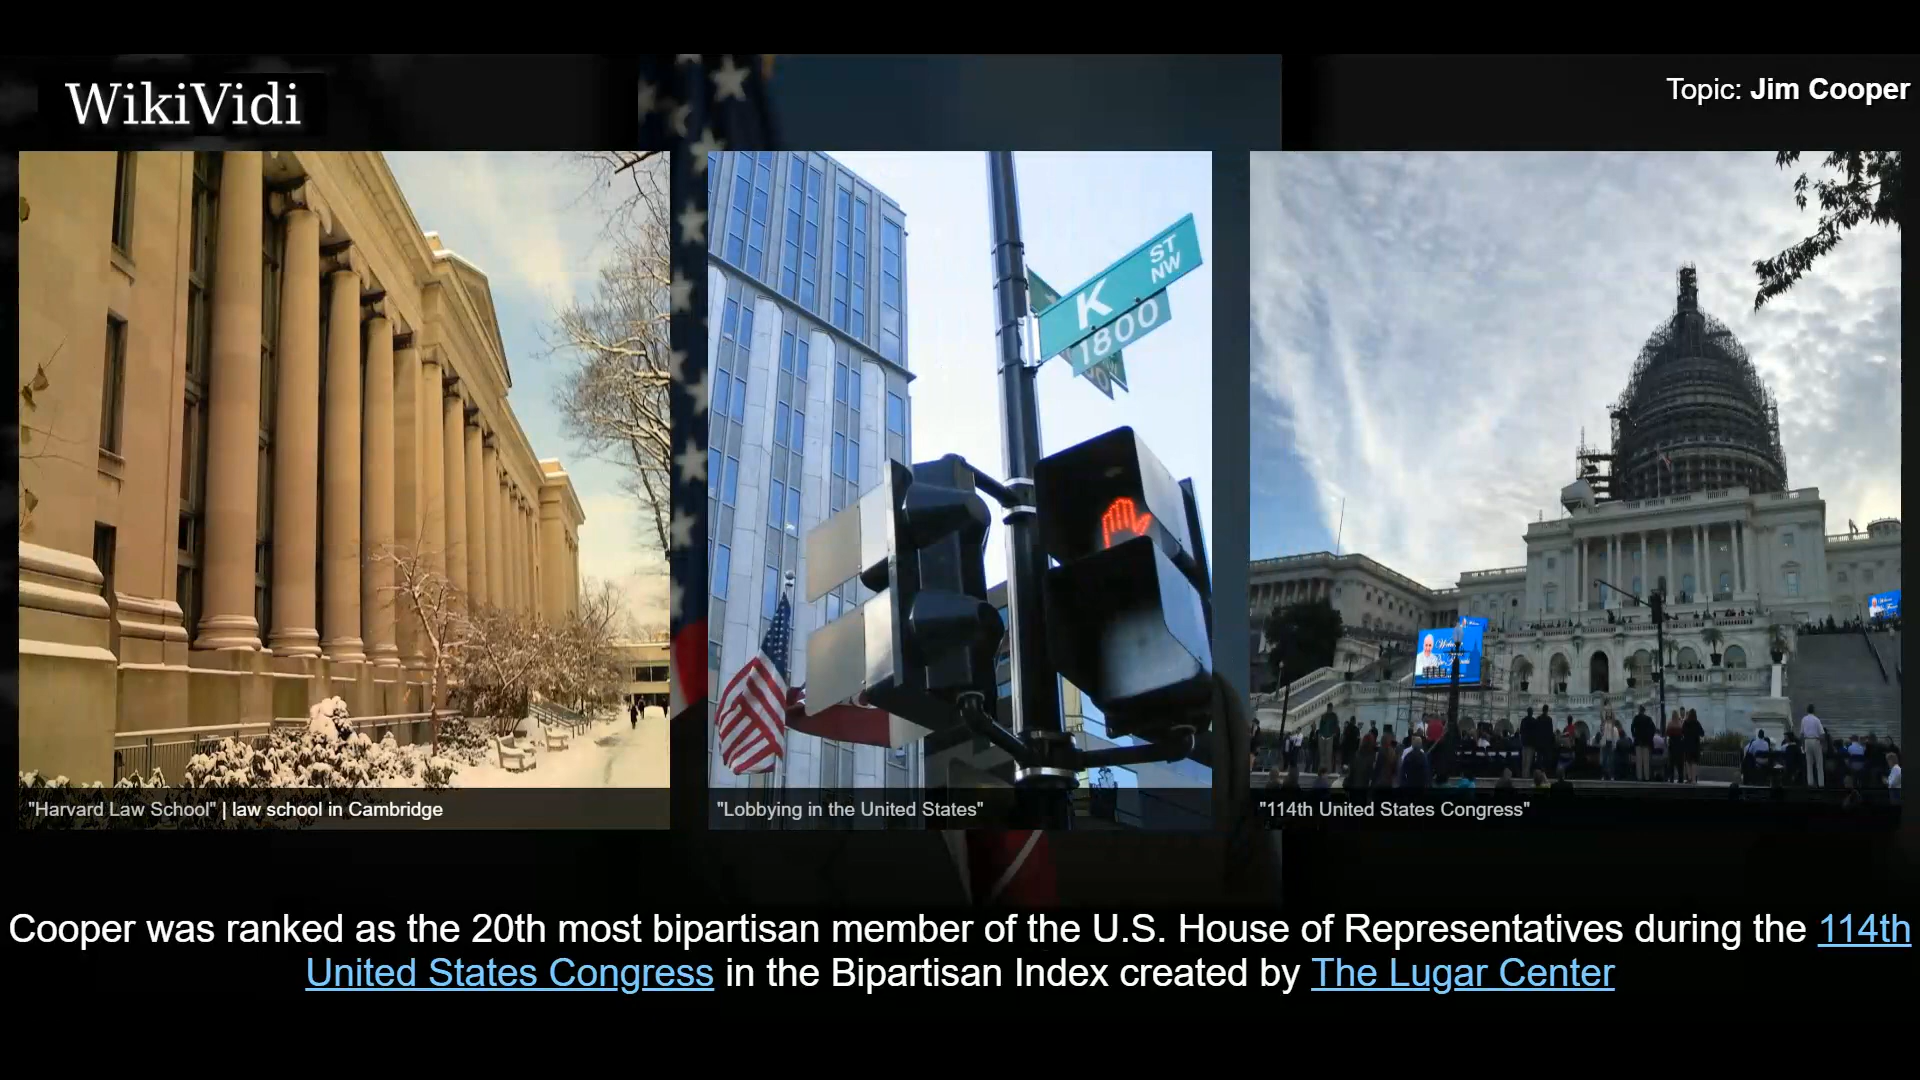 WikiVidi
Topic: Jim Cooper
ST
NW
K
1800
"Harvard Law School" | law school in Cambridge
"Lobbying in the United States"
"114th United States Congress"
Cooper was ranked as the 20th most bipartisan member of the U.S. House of Representatives during the 114th
United States Congress in the Bipartisan Index created by The Lugar Center